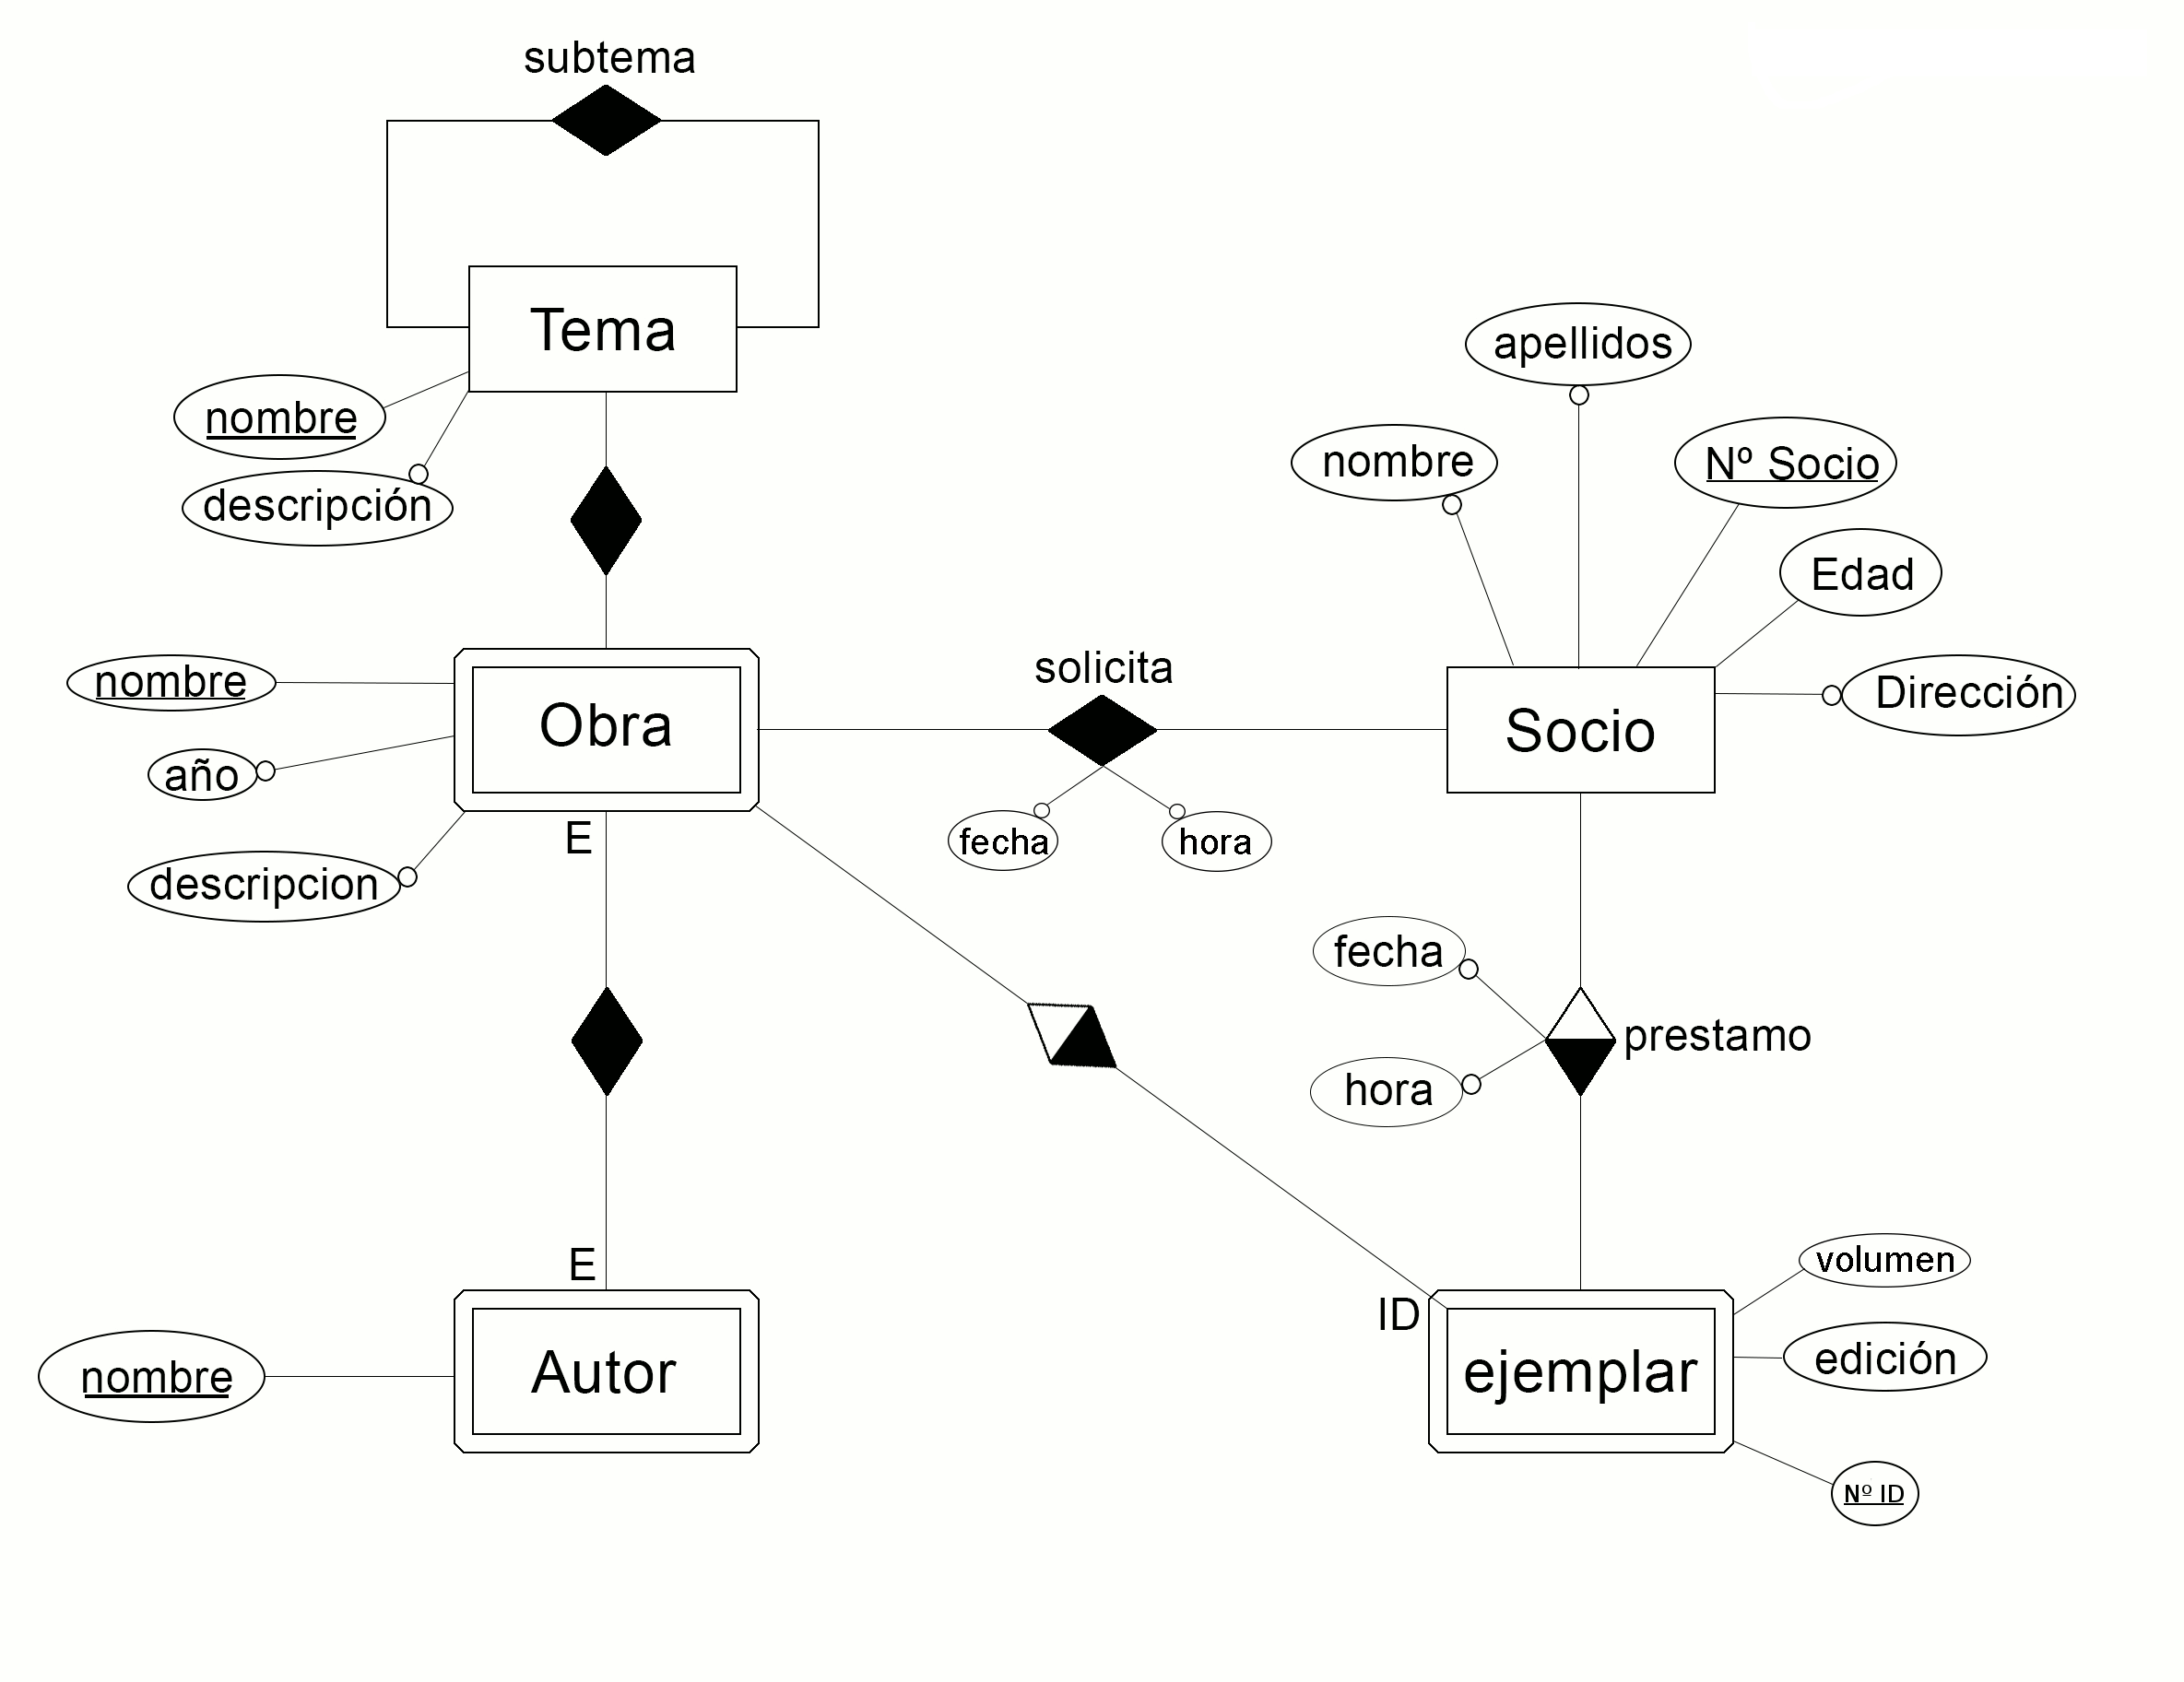 subtema
Tema
nombre
descripción
apellidos
nombre
Nº Socio
Edad
Dirección
nombre
Obra
año
descripcion
E
solicita
fecha
hora
Socio
fecha
prestamo
hora
E
Autor
nombre
ID
ejemplar
volumen
edición
Nº ID